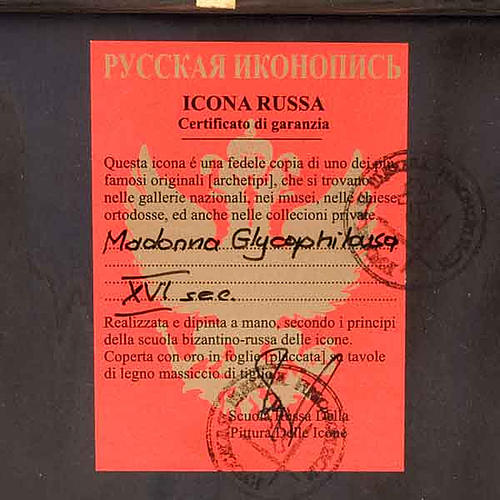 РУССКАЯ ИКОНОПИСЬ
ICONA RUSSA
Certificato di garanzia
Questa icona é una fedele copia di uno dei più
famosi originali [archetipi], che si trovano
nelle gallerie nazionali, nei musei, nelle chiese
ortodosse, ed anche nelle collecioni private.
Madonna Glycophilousa
XVI sec.
Realizzata e dipinta a mano, secondo i principi
della scuola bizantino-russa delle icone.
Coperta con oro in foglie [placcata] su tavole
di legno massiccio di tiglio.
Scuola Russa Della
Pittura Delle Icone